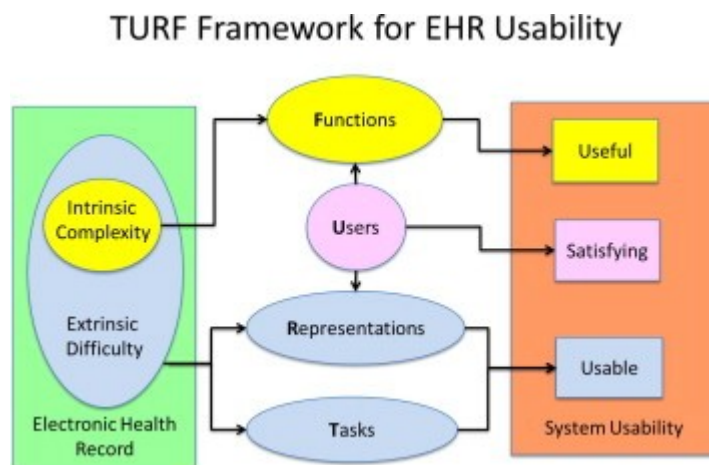 TURF Framework for EHR Usability
Functions
Useful
Intrinsic
Complexity
Users
Satisfying
Extrinsic
Difficulty
Representations
Usable
Electronic Health
Record
Tasks
System Usability